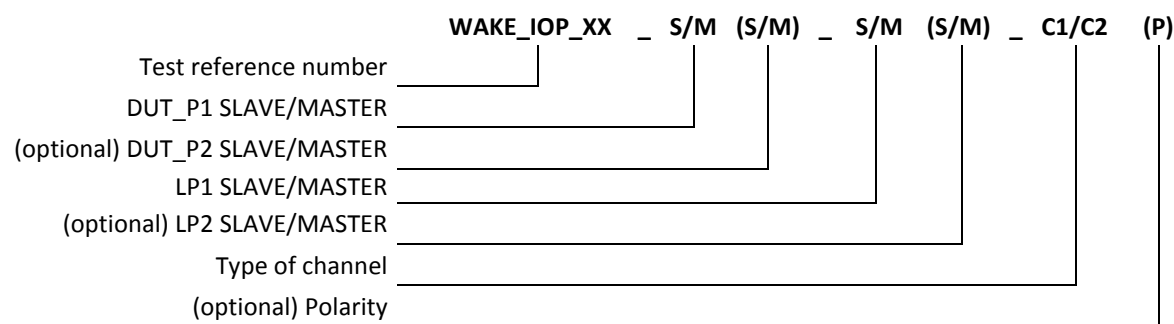 WAKE_IOP_XX _ S/M (S/M) _ S/M (S/M) _ C1/C2 (P)
Test reference number
DUT_P1 SLAVE/MASTER
(optional) DUT_P2 SLAVE/MASTER
LP1 SLAVE/MASTER
(optional) LP2 SLAVE/MASTER
Type of channel
(optional) Polarity